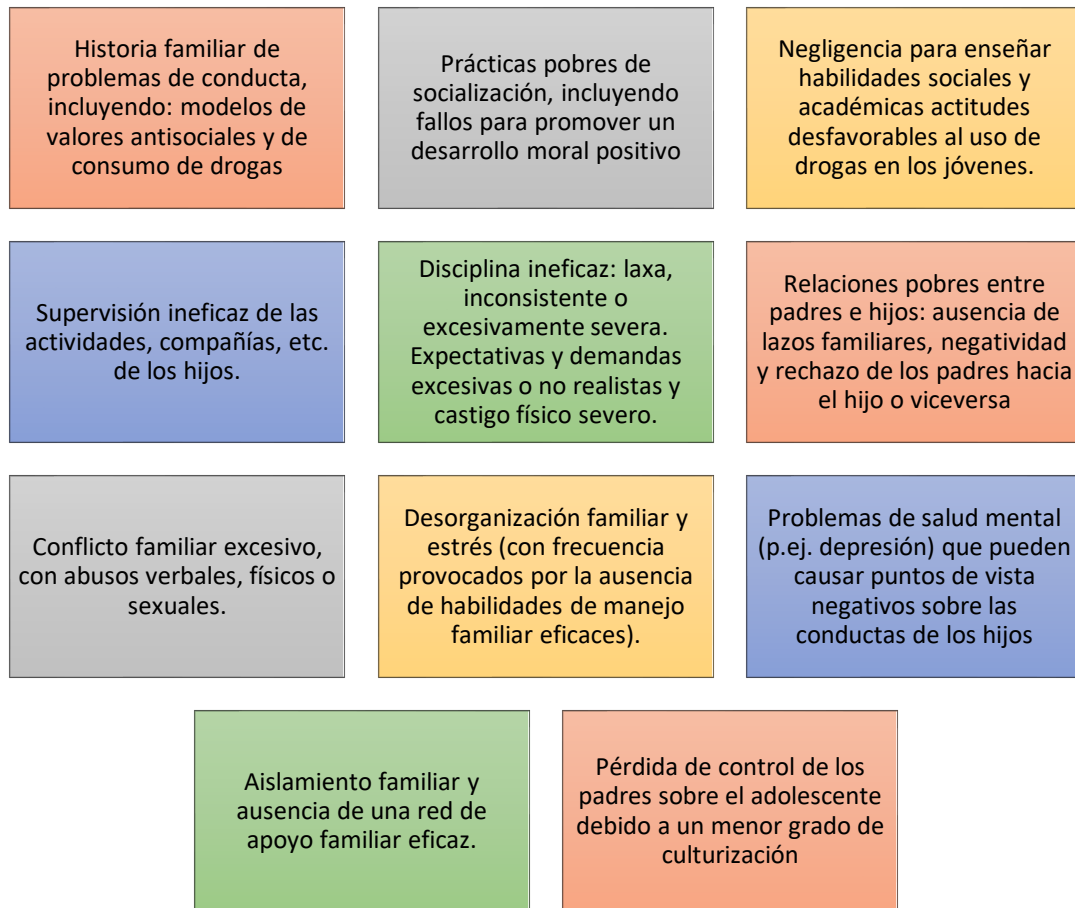 Historia familiar de
problemas de conducta,
incluyendo: modelos de
valores antisociales y de
consumo de drogas
Prácticas pobres de
socialización, incluyendo
fallos para promover un
desarrollo moral positivo
Negligencia para enseñar
habilidades sociales y
académicas actitudes
desfavorables al uso de
drogas en los jóvenes.
Supervisión ineficaz de las
actividades, compañías, etc.
de los hijos.
Disciplina ineficaz: laxa,
inconsistente o
excesivamente severa.
Expectativas y demandas
excesivas o no realistas y
castigo físico severo.
Relaciones pobres entre
padres e hijos: ausencia de
lazos familiares, negatividad
y rechazo de los padres hacia
el hijo o viceversa
Conflicto familiar excesivo,
con abusos verbales, físicos o
sexuales.
Desorganización familiar y
estrés (con frecuencia
provocados por la ausencia
de habilidades de manejo
familiar eficaces).
Problemas de salud mental
(p.ej. depresión) que pueden
causar puntos de vista
negativos sobre las
conductas de los hijos
Aislamiento familiar y
ausencia de una red de
apoyo familiar eficaz.
Pérdida de control de los
padres sobre el adolescente
debido a un menor grado de
culturización